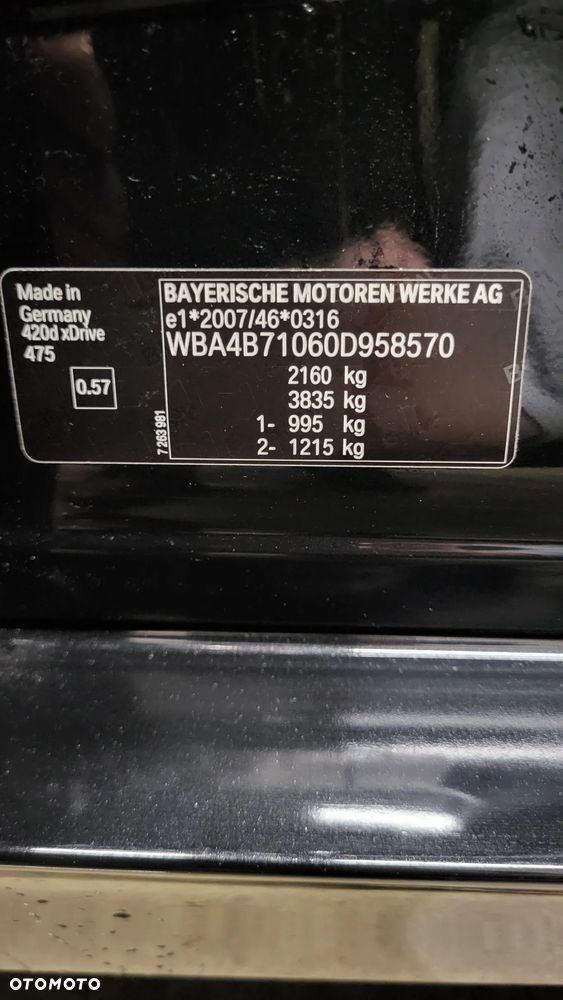 Made in
Germany
420d xDrive
475
0.57
BAYERISCHE MOTOREN WERKE AG
e1*2007/46*0316
WBA4B71060D958570
2160 kg
3835 kg
1- 995 kg
2- 1215 kg
7 263 981
OTOMOTO